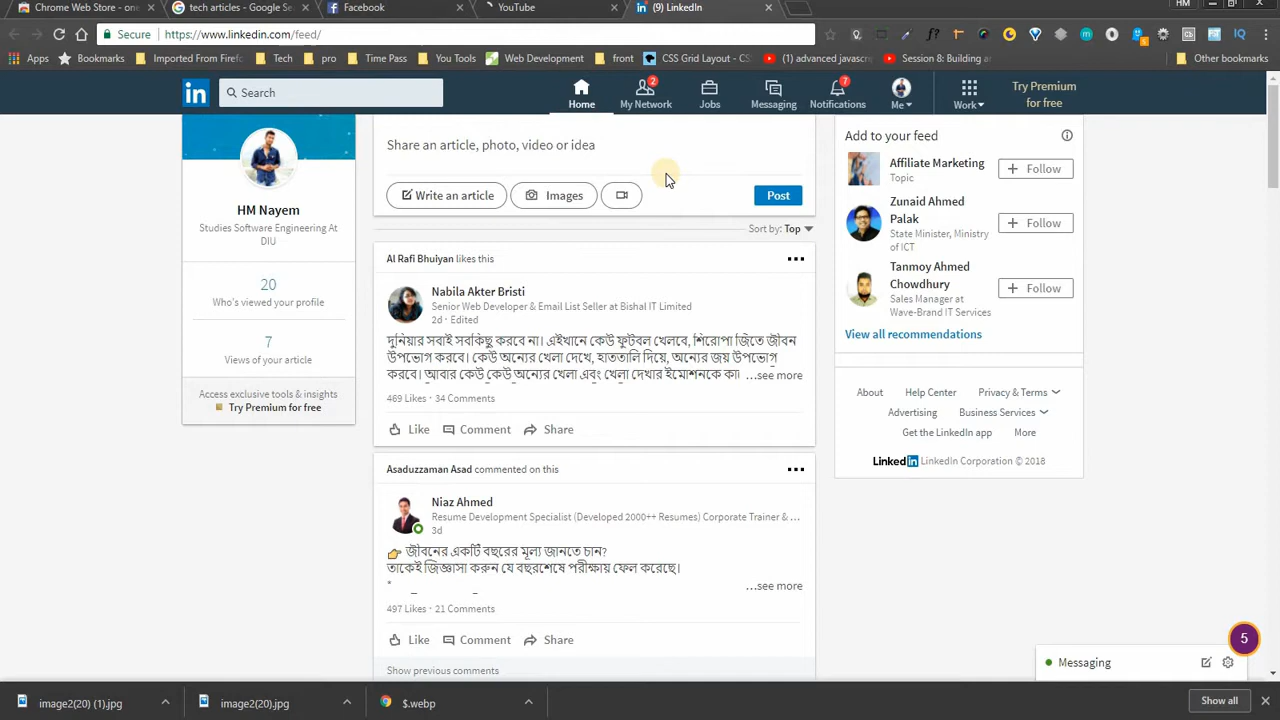 Chrome Web Store - one
tech articles - Google Se
Facebook
YouTube
(9) LinkedIn
HM
Secure
https://www.linkedin.com/feed/
Apps
Bookmarks
Imported From Firefo
Tech
pro
Time Pass
You Tools
Web Development
front
CSS Grid Layout - CSS
(1) advanced javascr
Session 8: Building ar
Other bookmarks
in
Search
Home
2
My Network
Jobs
Messaging
7
Notifications
Me
Work
Try Premium
for free
HM Nayem
Studies Software Engineering At
DIU
20
Who's viewed your profile
7
Views of your article
Access exclusive tools & insights
Try Premium for free
Share an article, photo, video or idea
Write an article
Images
Post
Sort by: Top
Al Rafi Bhuiyan likes this
Nabila Akter Bristi
Senior Web Developer & Email List Seller at Bishal IT Limited
2d · Edited
দুনিয়ার সবাই সবকিছু করবে না। এইখানে কেউ ফুটবল খেলবে, শিরোপা জিতে জীবন
উপভোগ করবে। কেউ অন্যের খেলা দেখে, হাততালি দিয়ে, অন্যের জয় উপভোগ
করবে। আবার কেউ কেউ অন্যের খেলা এবং খেলা দেখার ইমোশনকে কা ...see more
469 Likes · 34 Comments
Like
Comment
Share
Asaduzzaman Asad commented on this
Niaz Ahmed
Resume Development Specialist (Developed 2000++ Resumes) Corporate Trainer & ...
3d
👉 জীবনের একটি বছরের মূল্য জানতে চান?
তাকেই জিজ্ঞাসা করুন যে বছরশেষে পরীক্ষায় ফেল করেছে।
...see more
497 Likes · 21 Comments
Like
Comment
Share
Show previous comments
Add to your feed
Affiliate Marketing
Topic
+ Follow
Zunaid Ahmed
Palak
State Minister, Ministry
of ICT
+ Follow
Tanmoy Ahmed
Chowdhury
Sales Manager at
Wave-Brand IT Services
+ Follow
View all recommendations
About
Help Center
Privacy & Terms
Advertising
Business Services
Get the LinkedIn app
More
Linked in LinkedIn Corporation © 2018
5
Messaging
image2(20) (1).jpg
image2(20).jpg
$.webp
Show all